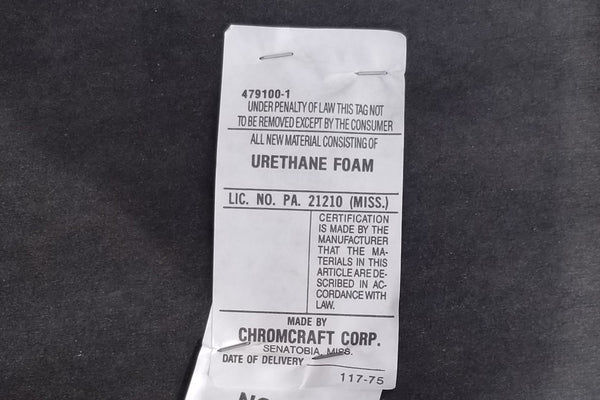 479100-1
UNDER PENALTY OF LAW THIS TAG NOT
TO BE REMOVED EXCEPT BY THE CONSUMER
ALL NEW MATERIAL CONSISTING OF
URETHANE FOAM
LIC. NO. PA. 21210 (MISS.)
CERTIFICATION
IS MADE BY THE
MANUFACTURER
THAT THE MA-
TERIALS IN THIS
ARTICLE ARE DE-
SCRIBED IN AC-
CORDANCE WITH
LAW.
MADE BY
CHROMCRAFT CORP.
SENATOBIA, MISS.
DATE OF DELIVERY
117-75